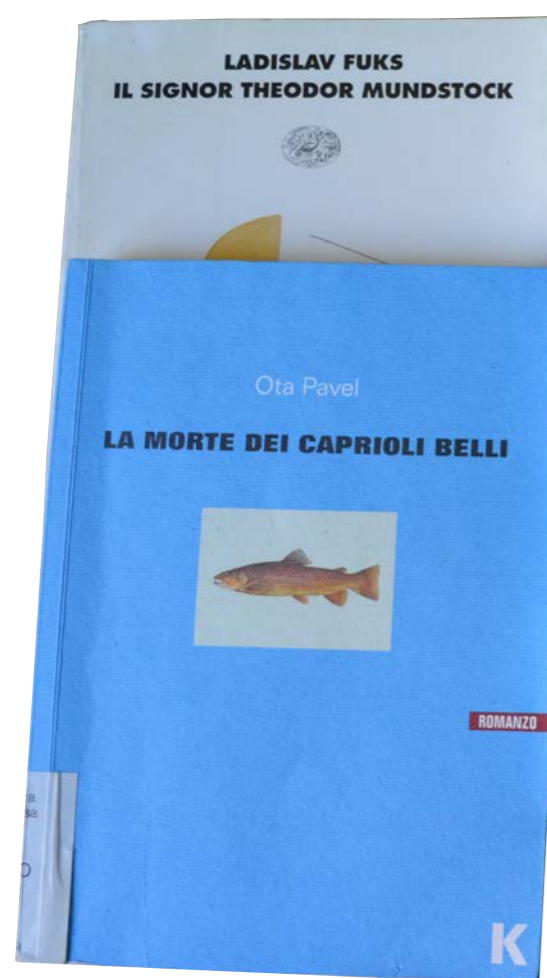 LADISLAV FUKS
IL SIGNOR THEODOR MUNDSTOCK
Ota Pavel
LA MORTE DEI CAPRIOLI BELLI
ROMANZO
K